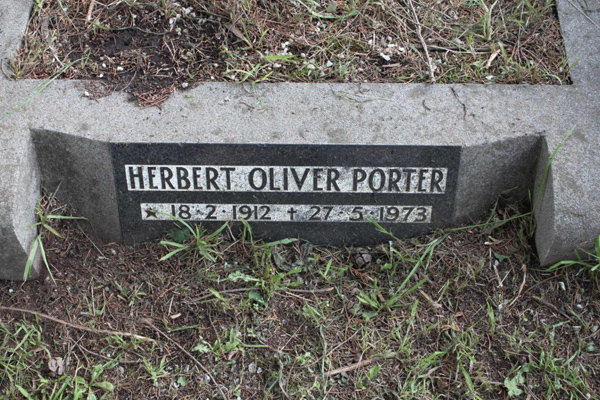 HERBERT OLIVER PORTER
★ 18·2·1912 ✝ 27·5·1973